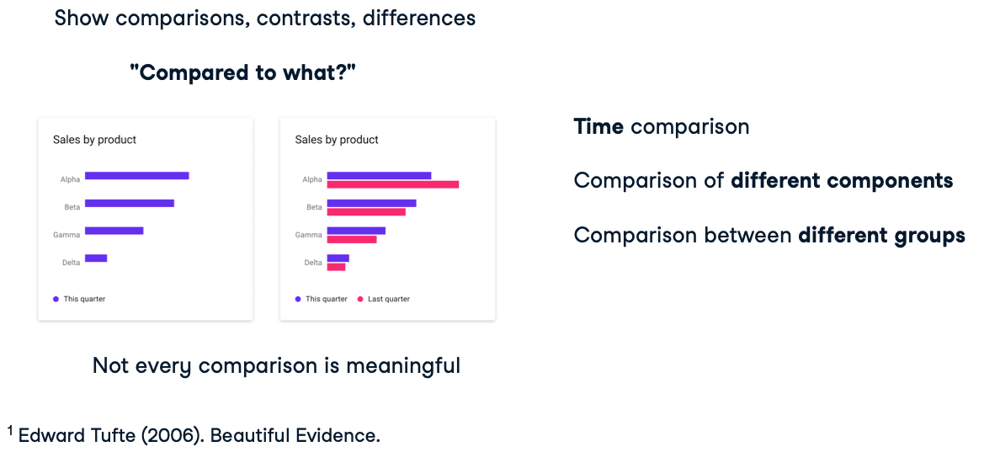 Show comparisons, contrasts, differences
"Compared to what?"
Sales by product
Alpha
Beta
Gamma
Delta
This quarter
Sales by product
Alpha
Beta
Gamma
Delta
This quarter Last quarter
Time comparison
Comparison of different components
Comparison between different groups
Not every comparison is meaningful
1 Edward Tufte (2006). Beautiful Evidence.